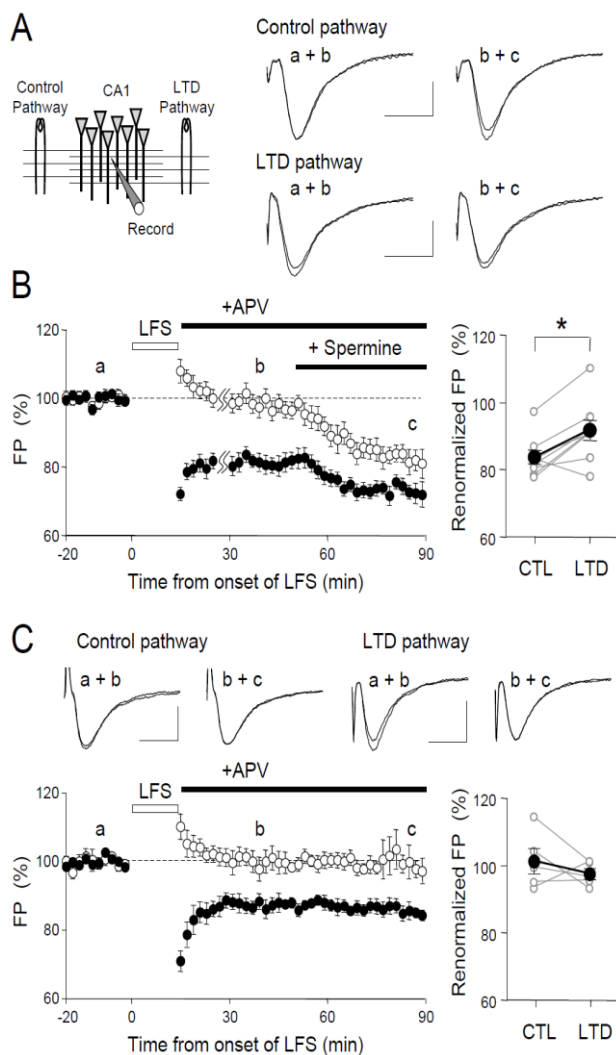 A
Control pathway
a + b
b + c
Control
Pathway
CA1
LTD
Pathway
Record
LTD pathway
a + b
b + c
B
+APV
LFS
+ Spermine
a
b
c
120
100
80
60
FP (%)
-20
0
30
60
90
Time from onset of LFS (min)
*
120
100
80
60
Renormalized FP (%)
CTL
LTD
C
Control pathway
LTD pathway
a + b
b + c
a + b
b + c
+APV
LFS
a
b
c
120
100
80
60
FP (%)
-20
0
30
60
90
Time from onset of LFS (min)
120
100
80
60
Renormalized FP (%)
CTL
LTD